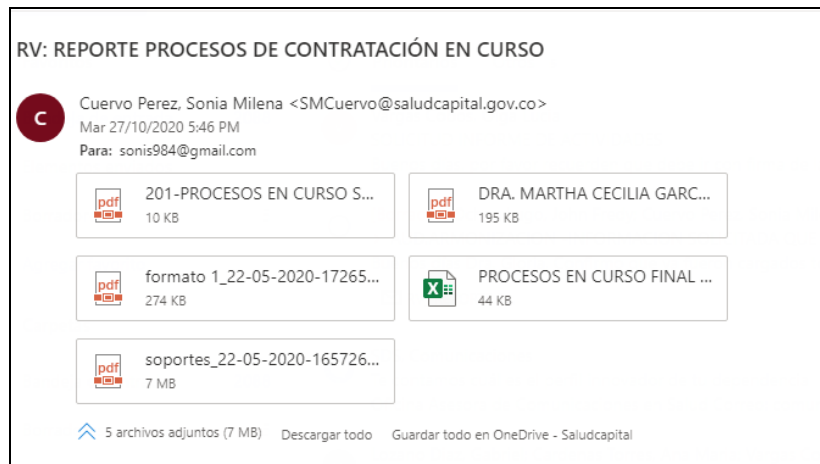 RV: REPORTE PROCESOS DE CONTRATACIÓN EN CURSO
C
Cuervo Perez, Sonia Milena <SMCuervo@saludcapital.gov.co>
Mar 27/10/2020 5:46 PM
Para: sonis984@gmail.com
pdf
201-PROCESOS EN CURSO S...
10 KB
pdf
DRA. MARTHA CECILIA GARC...
195 KB
pdf
formato 1_22-05-2020-17265...
274 KB
X
PROCESOS EN CURSO FINAL ...
44 KB
pdf
soportes_22-05-2020-165726...
7 MB
5 archivos adjuntos (7 MB) Descargar todo Guardar todo en OneDrive - Saludcapital